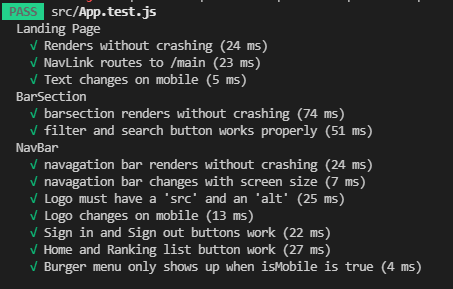 PASS src/App.test.js
Landing Page
✓ Renders without crashing (24 ms)
✓ NavLink routes to /main (23 ms)
✓ Text changes on mobile (5 ms)
BarSection
✓ barsection renders without crashing (74 ms)
✓ filter and search button works properly (51 ms)
NavBar
✓ navagation bar renders without crashing (24 ms)
✓ navagation bar changes with screen size (7 ms)
✓ Logo must have a 'src' and an 'alt' (25 ms)
✓ Logo changes on mobile (13 ms)
✓ Sign in and Sign out buttons work (22 ms)
✓ Home and Ranking list button work (27 ms)
✓ Burger menu only shows up when isMobile is true (4 ms)